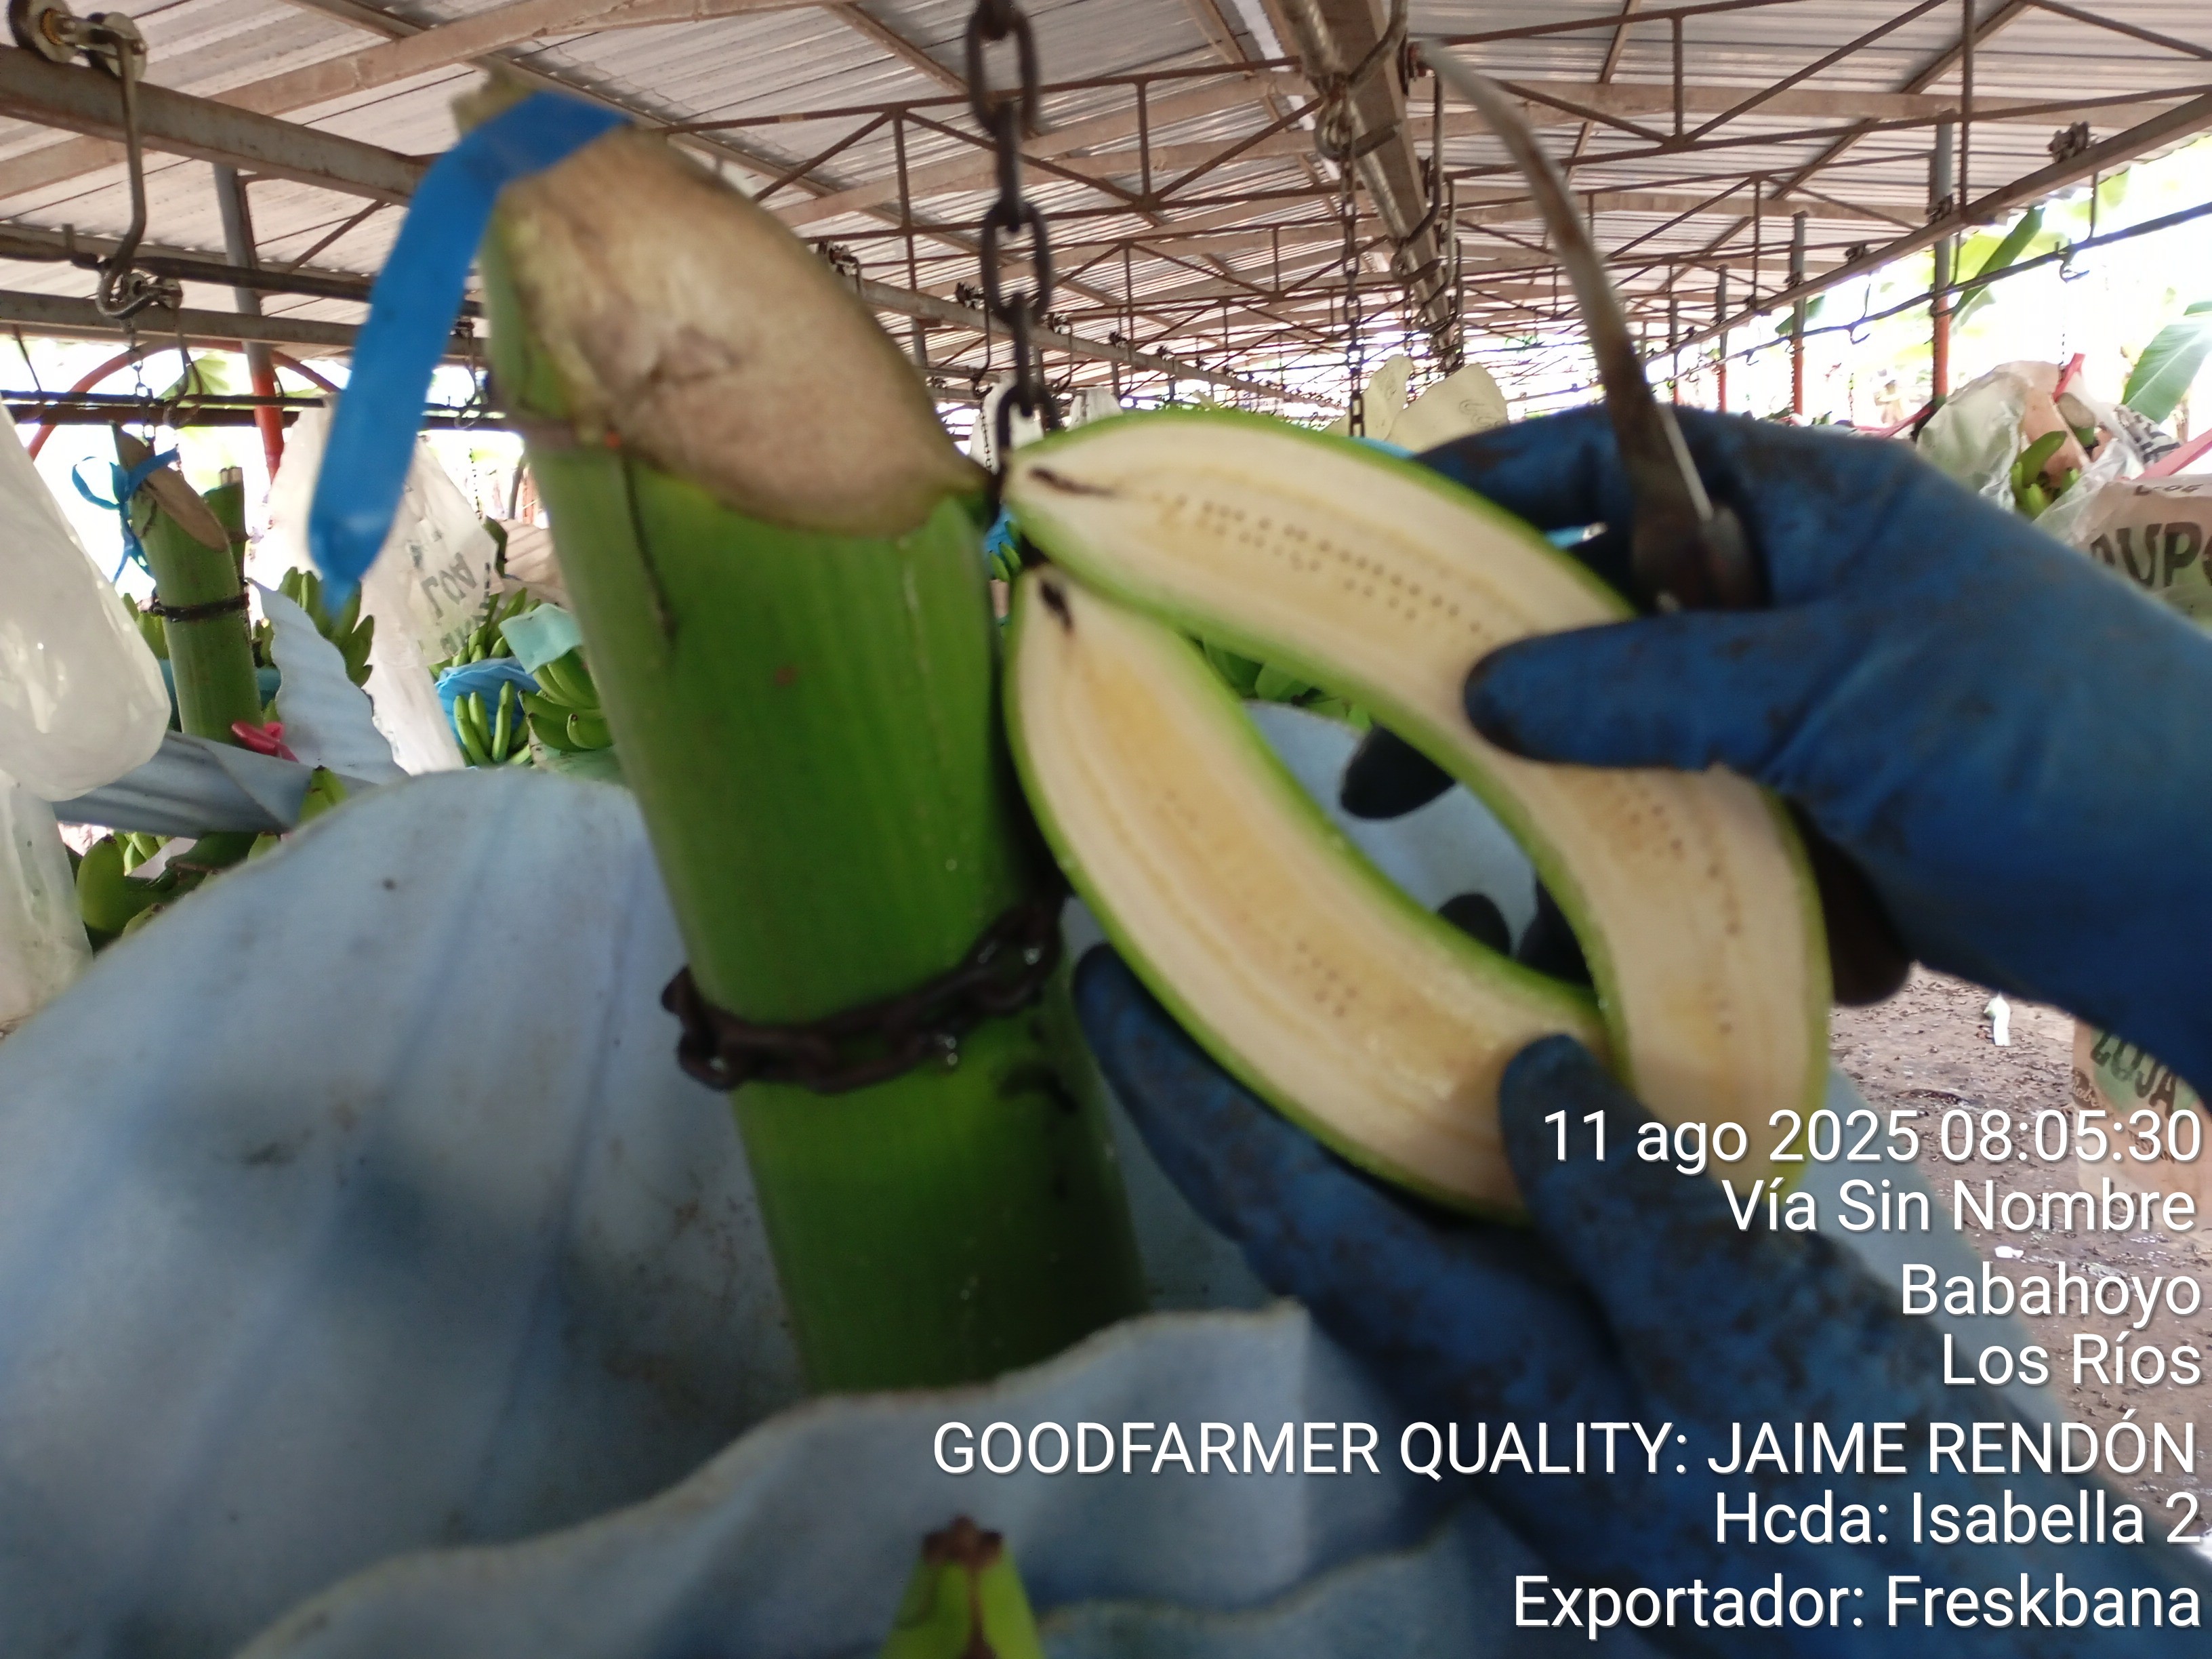 11 ago 2025 08:05:30
Vía Sin Nombre
Babahoyo
Los Ríos
GOODFARMER QUALITY: JAIME RENDÓN
Hcda: Isabella 2
Exportador: Freskbana